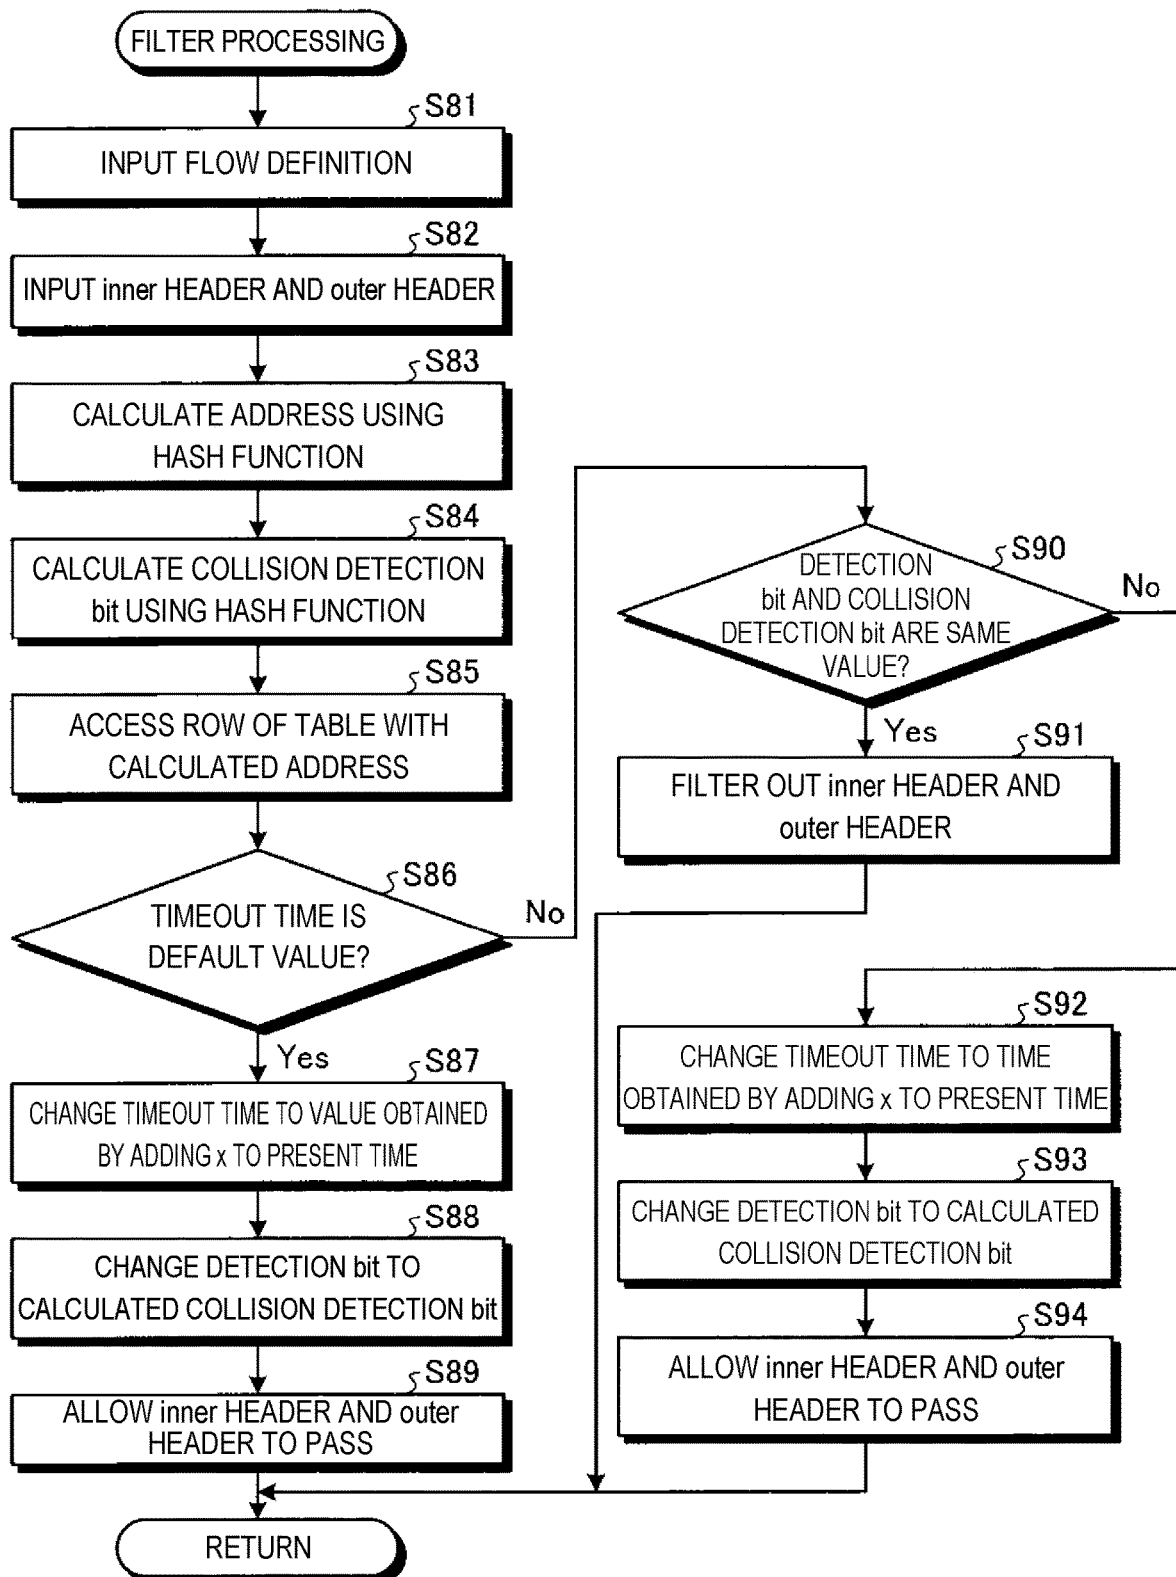 FILTER PROCESSING
S81
INPUT FLOW DEFINITION
S82
INPUT inner HEADER AND outer HEADER
S83
CALCULATE ADDRESS USING
HASH FUNCTION
S84
CALCULATE COLLISION DETECTION
bit USING HASH FUNCTION
S85
ACCESS ROW OF TABLE WITH
CALCULATED ADDRESS
S86
TIMEOUT TIME IS
DEFAULT VALUE?
No
Yes
S87
CHANGE TIMEOUT TIME TO VALUE OBTAINED
BY ADDING x TO PRESENT TIME
S88
CHANGE DETECTION bit TO
CALCULATED COLLISION DETECTION bit
S89
ALLOW inner HEADER AND outer
HEADER TO PASS
RETURN
S90
DETECTION
bit AND COLLISION
DETECTION bit ARE SAME
VALUE?
No
Yes
S91
FILTER OUT inner HEADER AND
outer HEADER
S92
CHANGE TIMEOUT TIME TO TIME
OBTAINED BY ADDING x TO PRESENT TIME
S93
CHANGE DETECTION bit TO CALCULATED
COLLISION DETECTION bit
S94
ALLOW inner HEADER AND outer
HEADER TO PASS